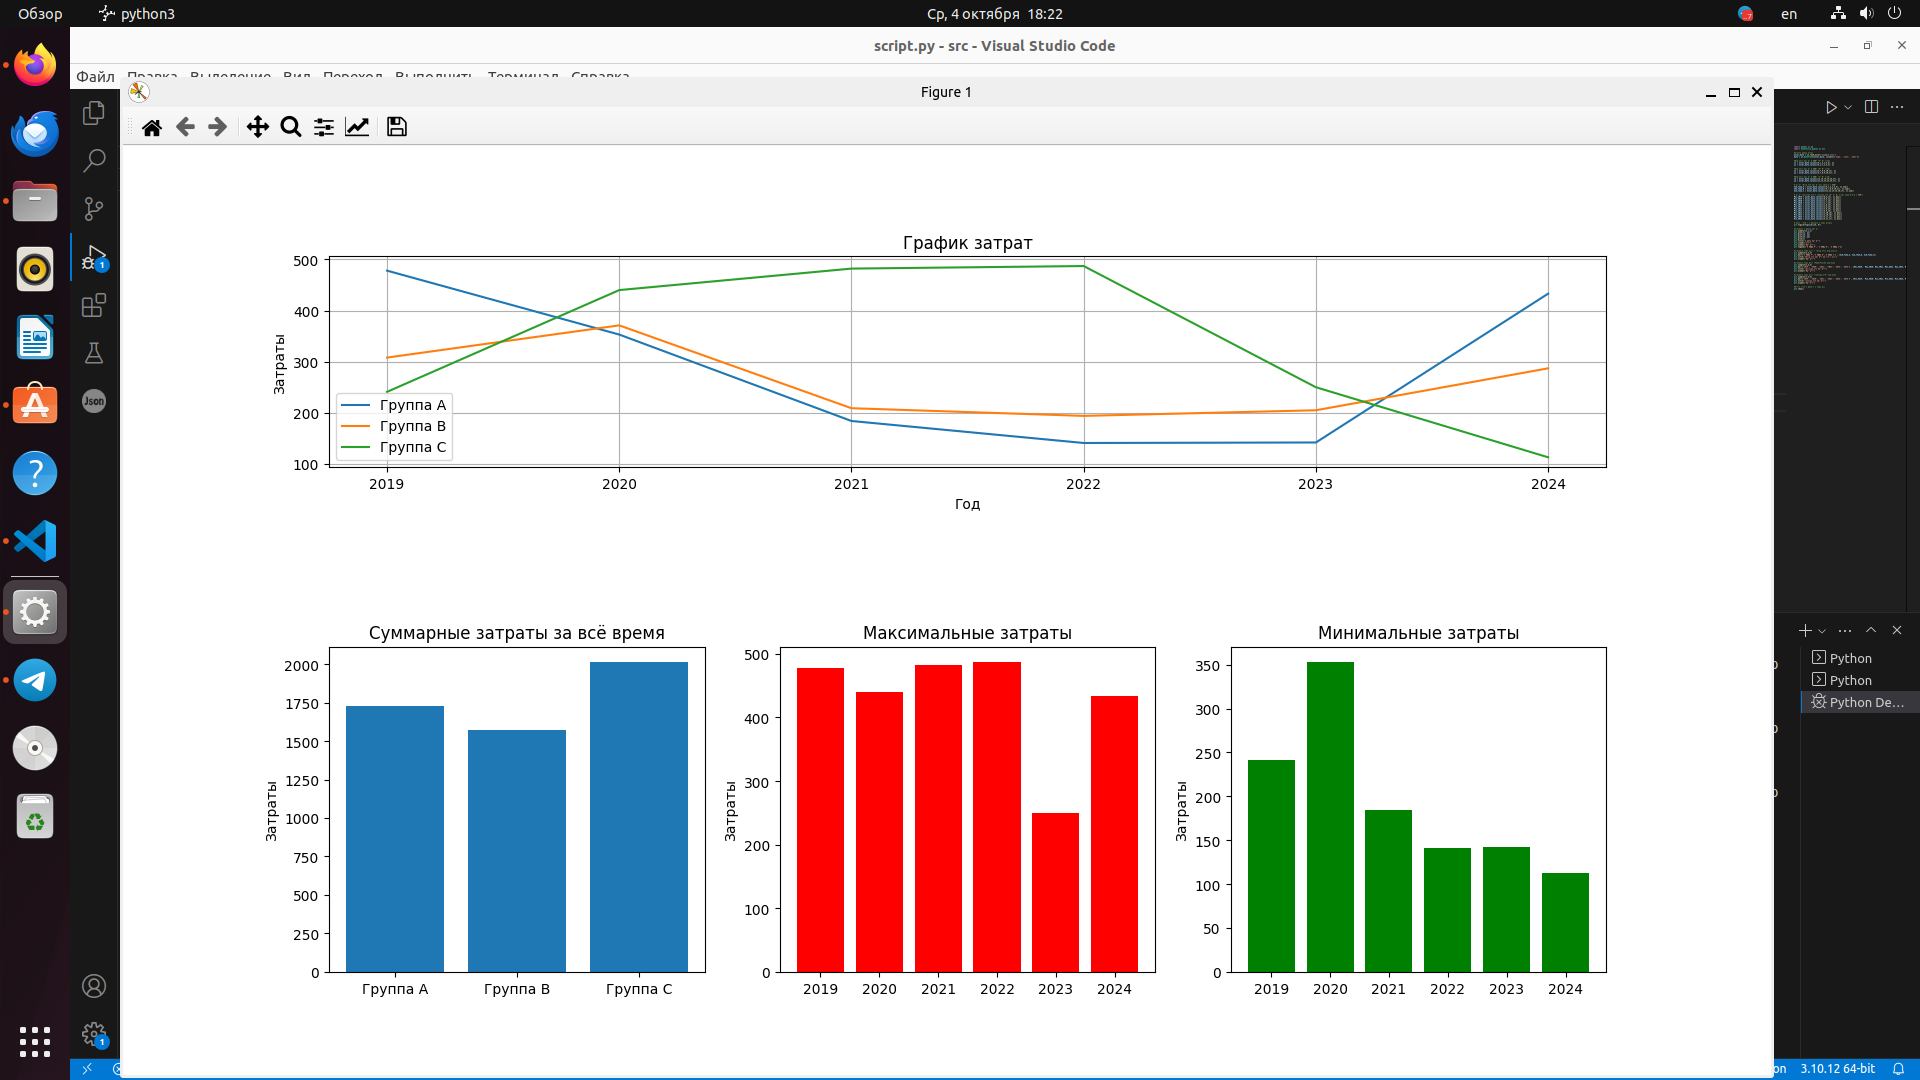 Обзор python3 Ср, 4 октября 18:22 en
script.py - src - Visual Studio Code
Файл Правка Выделение Вид Переход Выполнить Терминал Справка
Figure 1
График затрат
500
400
300
200
100
Затраты
Группа A
Группа B
Группа C
2019 2020 2021 2022 2023 2024
Год
Суммарные затраты за всё время
2000
1750
1500
1250
1000
750
500
250
0
Затраты
Группа A Группа B Группа C
Максимальные затраты
500
400
300
200
100
0
Затраты
2019 2020 2021 2022 2023 2024
Минимальные затраты
350
300
250
200
150
100
50
0
Затраты
2019 2020 2021 2022 2023 2024
Json
1
1
Python
Python
Python De...
on 3.10.12 64-bit